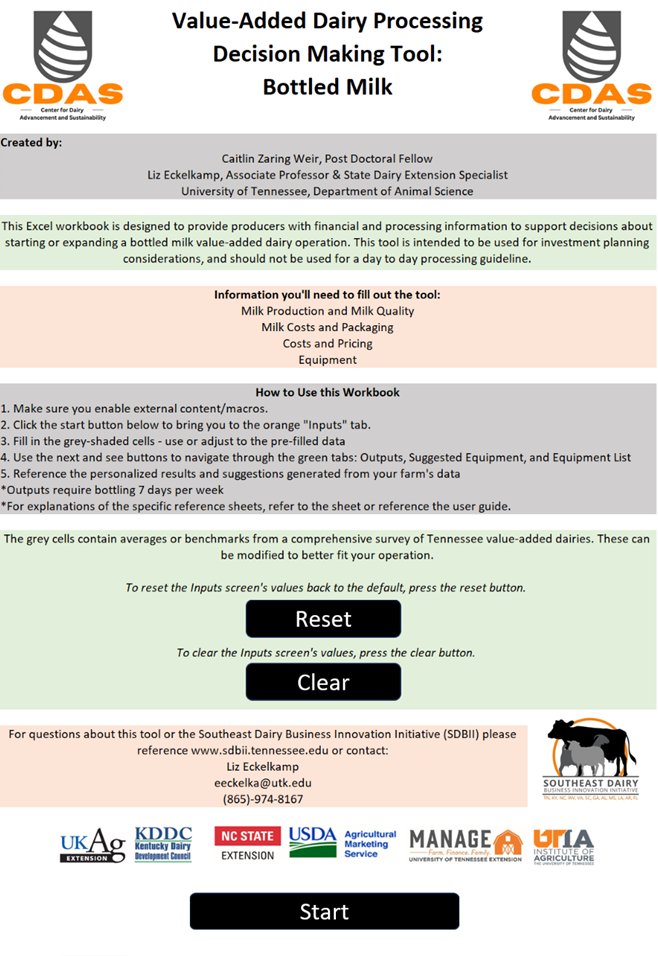 Value-Added Dairy Processing
Decision Making Tool:
Bottled Milk
CDAS
Center for Dairy
Advancement and Sustainability
CDAS
Center for Dairy
Advancement and Sustainability
Created by:
Caitlin Zaring Weir, Post Doctoral Fellow
Liz Eckelkamp, Associate Professor & State Dairy Extension Specialist
University of Tennessee, Department of Animal Science
This Excel workbook is designed to provide producers with financial and processing information to support decisions about
starting or expanding a bottled milk value-added dairy operation. This tool is intended to be used for investment planning
considerations, and should not be used for a day to day processing guideline.
Information you'll need to fill out the tool:
Milk Production and Milk Quality
Milk Costs and Packaging
Costs and Pricing
Equipment
How to Use this Workbook
1. Make sure you enable external content/macros.
2. Click the start button below to bring you to the orange "Inputs" tab.
3. Fill in the grey-shaded cells - use or adjust to the pre-filled data
4. Use the next and see buttons to navigate through the green tabs: Outputs, Suggested Equipment, and Equipment List
5. Reference the personalized results and suggestions generated from your farm's data
*Outputs require bottling 7 days per week
*For explanations of the specific reference sheets, refer to the sheet or reference the user guide.
The grey cells contain averages or benchmarks from a comprehensive survey of Tennessee value-added dairies. These can
be modified to better fit your operation.
To reset the Inputs screen's values back to the default, press the reset button.
Reset
To clear the Inputs screen's values, press the clear button.
Clear
For questions about this tool or the Southeast Dairy Business Innovation Initiative (SDBII) please
reference www.sdbii.tennessee.edu or contact:
Liz Eckelkamp
eeckelka@utk.edu
(865)-974-8167
SOUTHEAST DAIRY
BUSINESS INNOVATION INITIATIVE
TN, KY, NC, WV, VA, SC, GA, AL, MS, LA, AR, FL
UKAg
EXTENSION
KDDC
Kentucky Dairy
Development Council
NC STATE
EXTENSION
USDA
Agricultural
Marketing
Service
MANAGE
Farm. Finance. Family.
UNIVERSITY OF TENNESSEE EXTENSION
UTIA
INSTITUTE OF
AGRICULTURE
THE UNIVERSITY OF TENNESSEE
Start